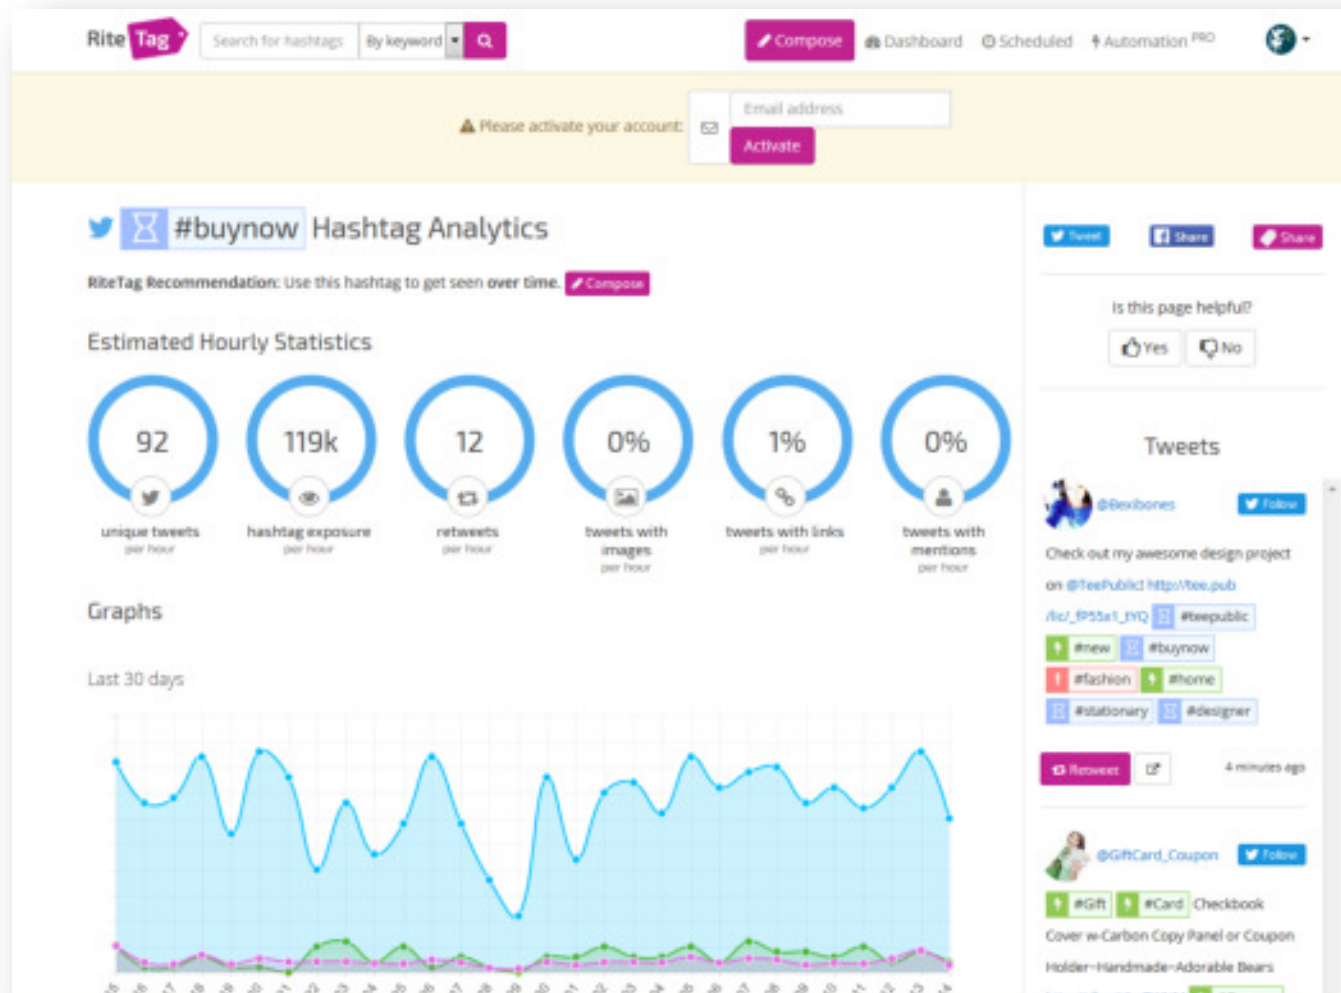 RiteTag Search for hashtags By keyword Compose Dashboard Scheduled Automation PRO
Please activate your account: Email address
Activate
#buynow Hashtag Analytics
RiteTag Recommendation: Use this hashtag to get seen over time. Compose
Estimated Hourly Statistics
92 119k 12 0% 1% 0%
unique tweets per hour
hashtag exposure per hour
retweets per hour
tweets with images per hour
tweets with links per hour
tweets with mentions per hour
Graphs
Last 30 days
Tweet Share Share
Is this page helpful?
Yes No
Tweets
@Bexibones Follow
Check out my awesome design project
on @TeePublic! http://tee.pub
#teepublic
#new #buynow
#fashion #home
#stationary #designer
Retweet 4 minutes ago
@GiftCard_Coupon Follow
#Gift #Card Checkbook
Cover w-Carbon Copy Panel or Coupon
Holder~Handmade~Adorable Bears